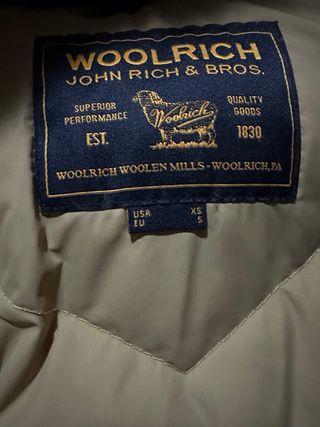 WOOLRICH
JOHN RICH & BROS.
SUPERIOR
PERFORMANCE
EST.
Woolrich
QUALITY
GOODS
1830
WOOLRICH WOOLEN MILLS-WOOLRICH, PA
USA XS
EU S